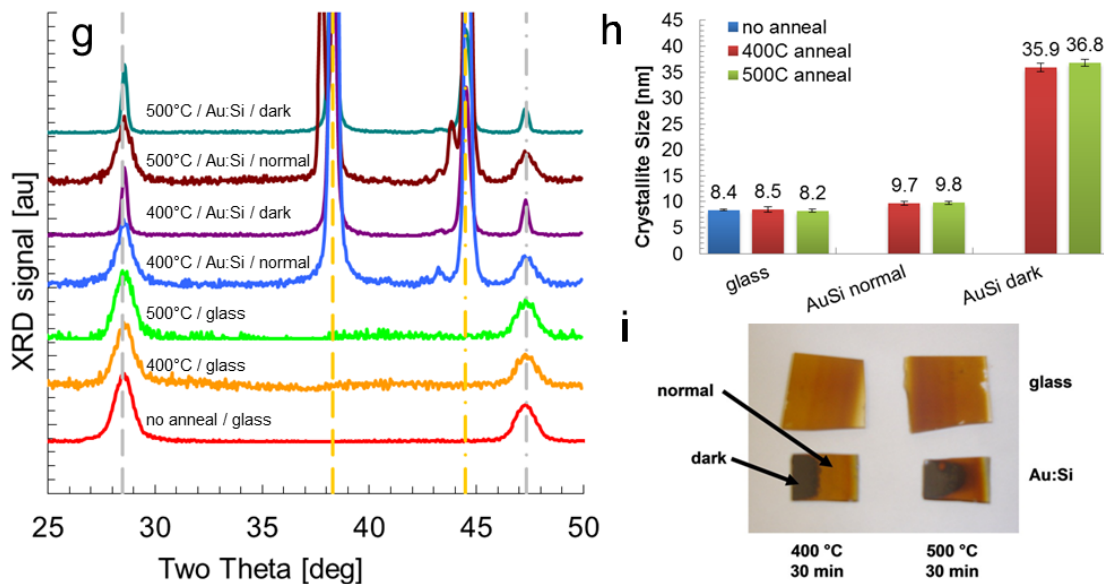 g
500°C / Au:Si / dark
500°C / Au:Si / normal
400°C / Au:Si / dark
400°C / Au:Si / normal
500°C / glass
400°C / glass
no anneal / glass
XRD signal [au]
25 30 35 40 45 50
Two Theta [deg]
h
no anneal
400C anneal
500C anneal
Crystallite Size [nm]
45
40
35
30
25
20
15
10
5
0
8.4 8.5 8.2
9.7 9.8
35.9 36.8
glass
AuSi normal
AuSi dark
i
normal
dark
glass
Au:Si
400 °C
30 min
500 °C
30 min